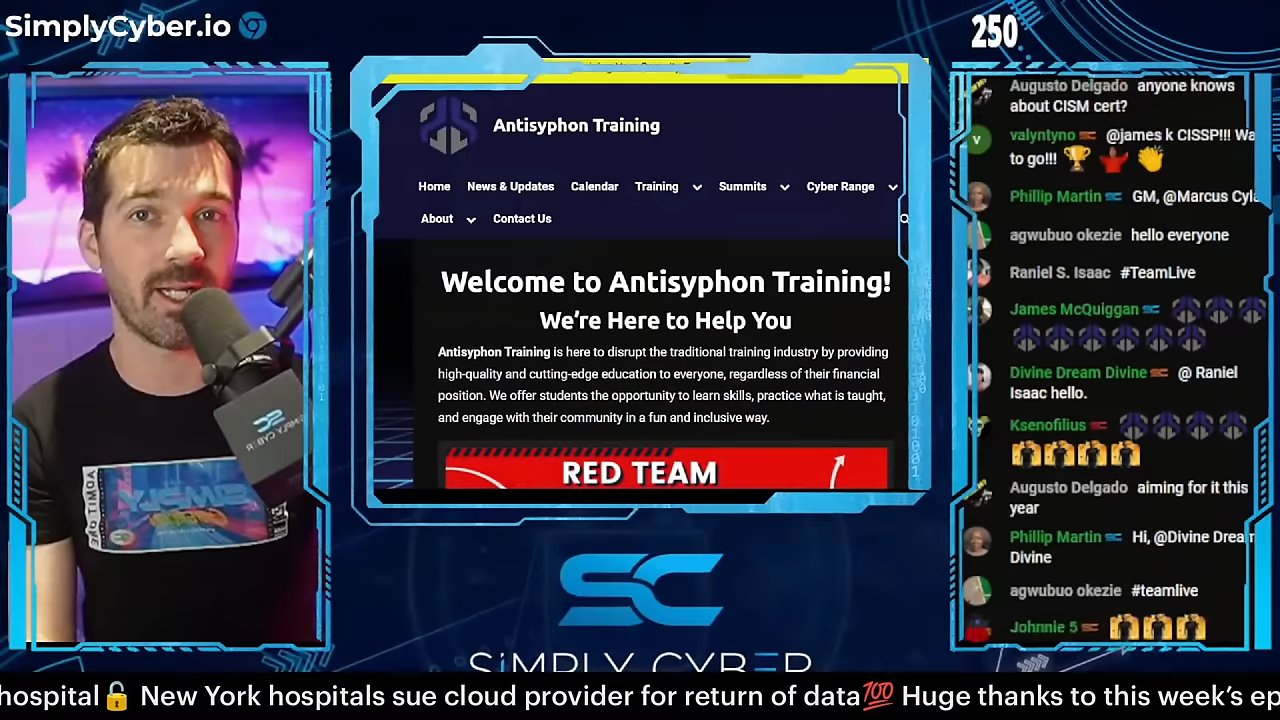 SimplyCyber.io
250
Antisyphon Training
Home News & Updates Calendar Training Summits Cyber Range
About Contact Us
Welcome to Antisyphon Training!
We're Here to Help You
Antisyphon Training is here to disrupt the traditional training industry by providing
high-quality and cutting-edge education to everyone, regardless of their financial
position. We offer students the opportunity to learn skills, practice what is taught,
and engage with their community in a fun and inclusive way.
RED TEAM
SC
SiMPLY CYBER
Augusto Delgado anyone knows
about CISM cert?
V valyntyno @james k CISSP!!! Wa
to go!!! 🏆 👏
Phillip Martin GM, @Marcus Cyla
agwubuo okezie hello everyone
Raniel S. Isaac #TeamLive
James McQuiggan
Divine Dream Divine @ Raniel
Isaac hello.
Ksenofilius
Augusto Delgado aiming for it this
year
Phillip Martin Hi, @Divine Dream
Divine
agwubuo okezie #teamlive
Johnnie 5
hospital🔓 New York hospitals sue cloud provider for return of data💯 Huge thanks to this week's ep